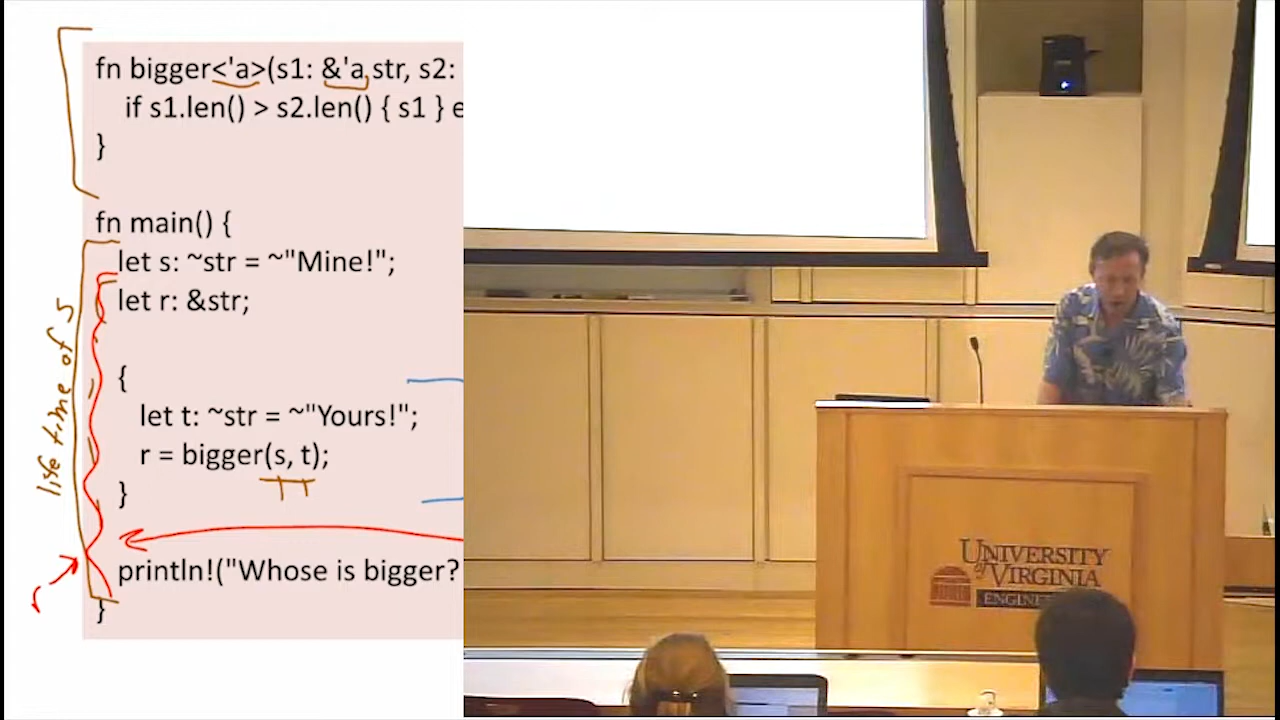 fn bigger<'a>(s1: &'a str, s2:
if s1.len() > s2.len() { s1 } e
}
fn main() {
let s: ~str = ~"Mine!";
let r: &str;
{
let t: ~str = ~"Yours!";
r = bigger(s, t);
}
println!("Whose is bigger?
}
life time of s
r
UNIVERSITY
of VIRGINIA
ENGINE